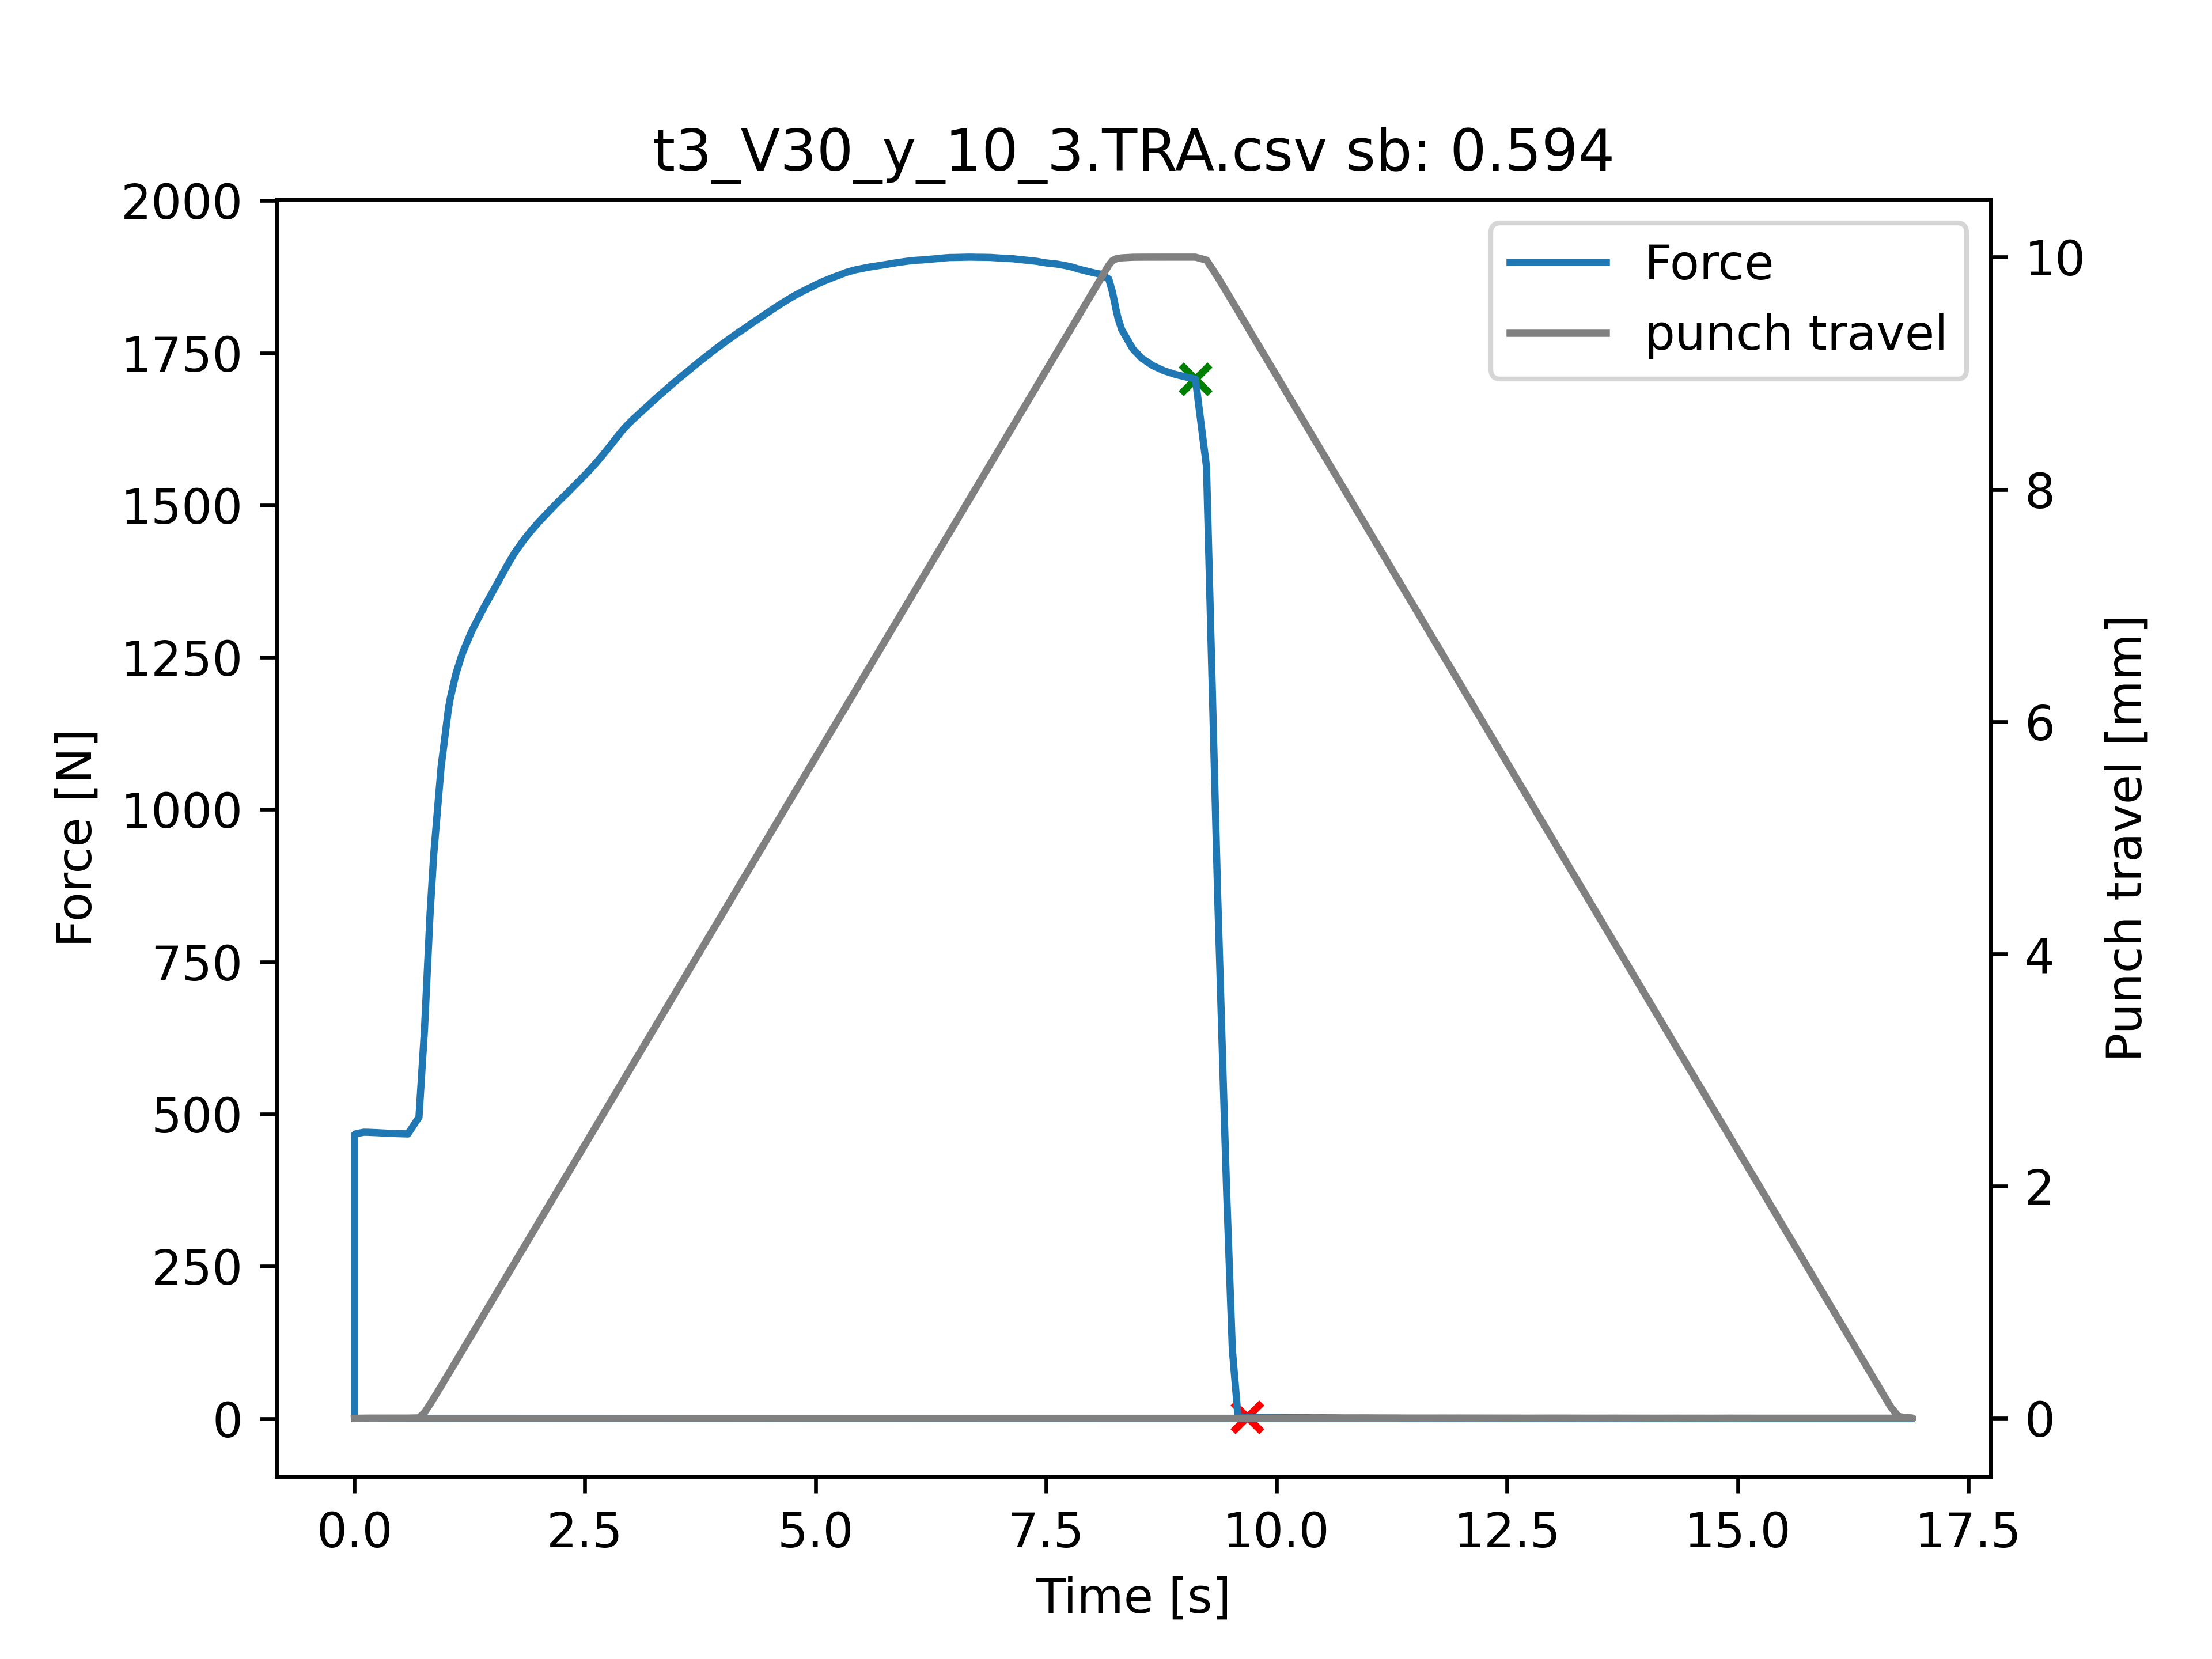 t3_V30_y_10_3.TRA.csv sb: 0.594
2000
1750
1500
1250
1000
750
500
250
0
Force [N]
Force
punch travel
10
8
6
4
2
0
Punch travel [mm]
0.0 2.5 5.0 7.5 10.0 12.5 15.0 17.5
Time [s]